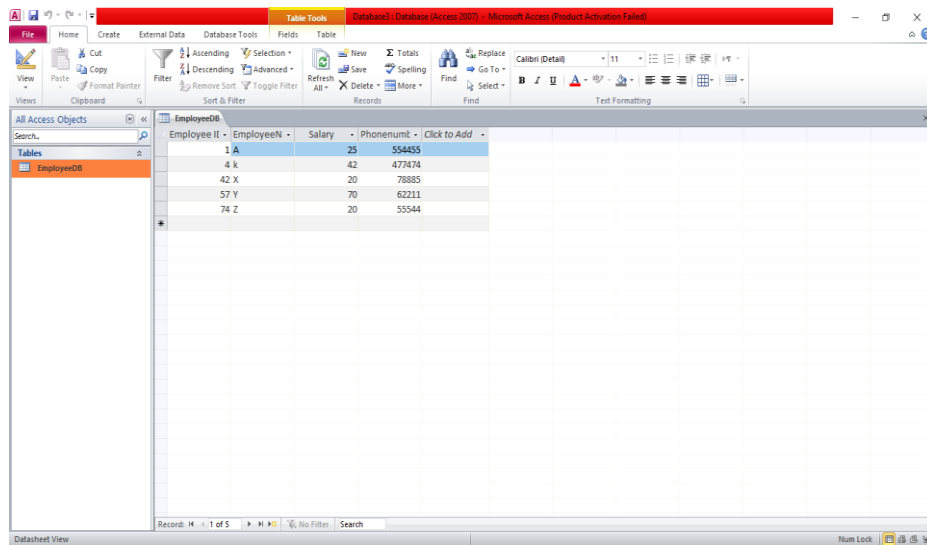 Table Tools Database3 : Database (Access 2007) - Microsoft Access (Product Activation Failed)
File Home Create External Data Database Tools Fields Table
View Paste Cut Copy Format Painter
Filter Ascending Descending Remove Sort Selection Advanced Toggle Filter
Refresh All New Save Delete Totals Spelling More
Find Replace Go To Select
Calibri (Detail) 11
B I U A
Views Clipboard Sort & Filter Records Find Text Formatting
All Access Objects
Search..
Tables
EmployeeDB
EmployeeDB
Employee II EmployeeN Salary Phonenumb Click to Add
1 A 25 554455
4 k 42 477474
42 X 20 78885
57 Y 70 62211
74 Z 20 55544
Record: 1 of 5 No Filter Search
Datasheet View Num Lock